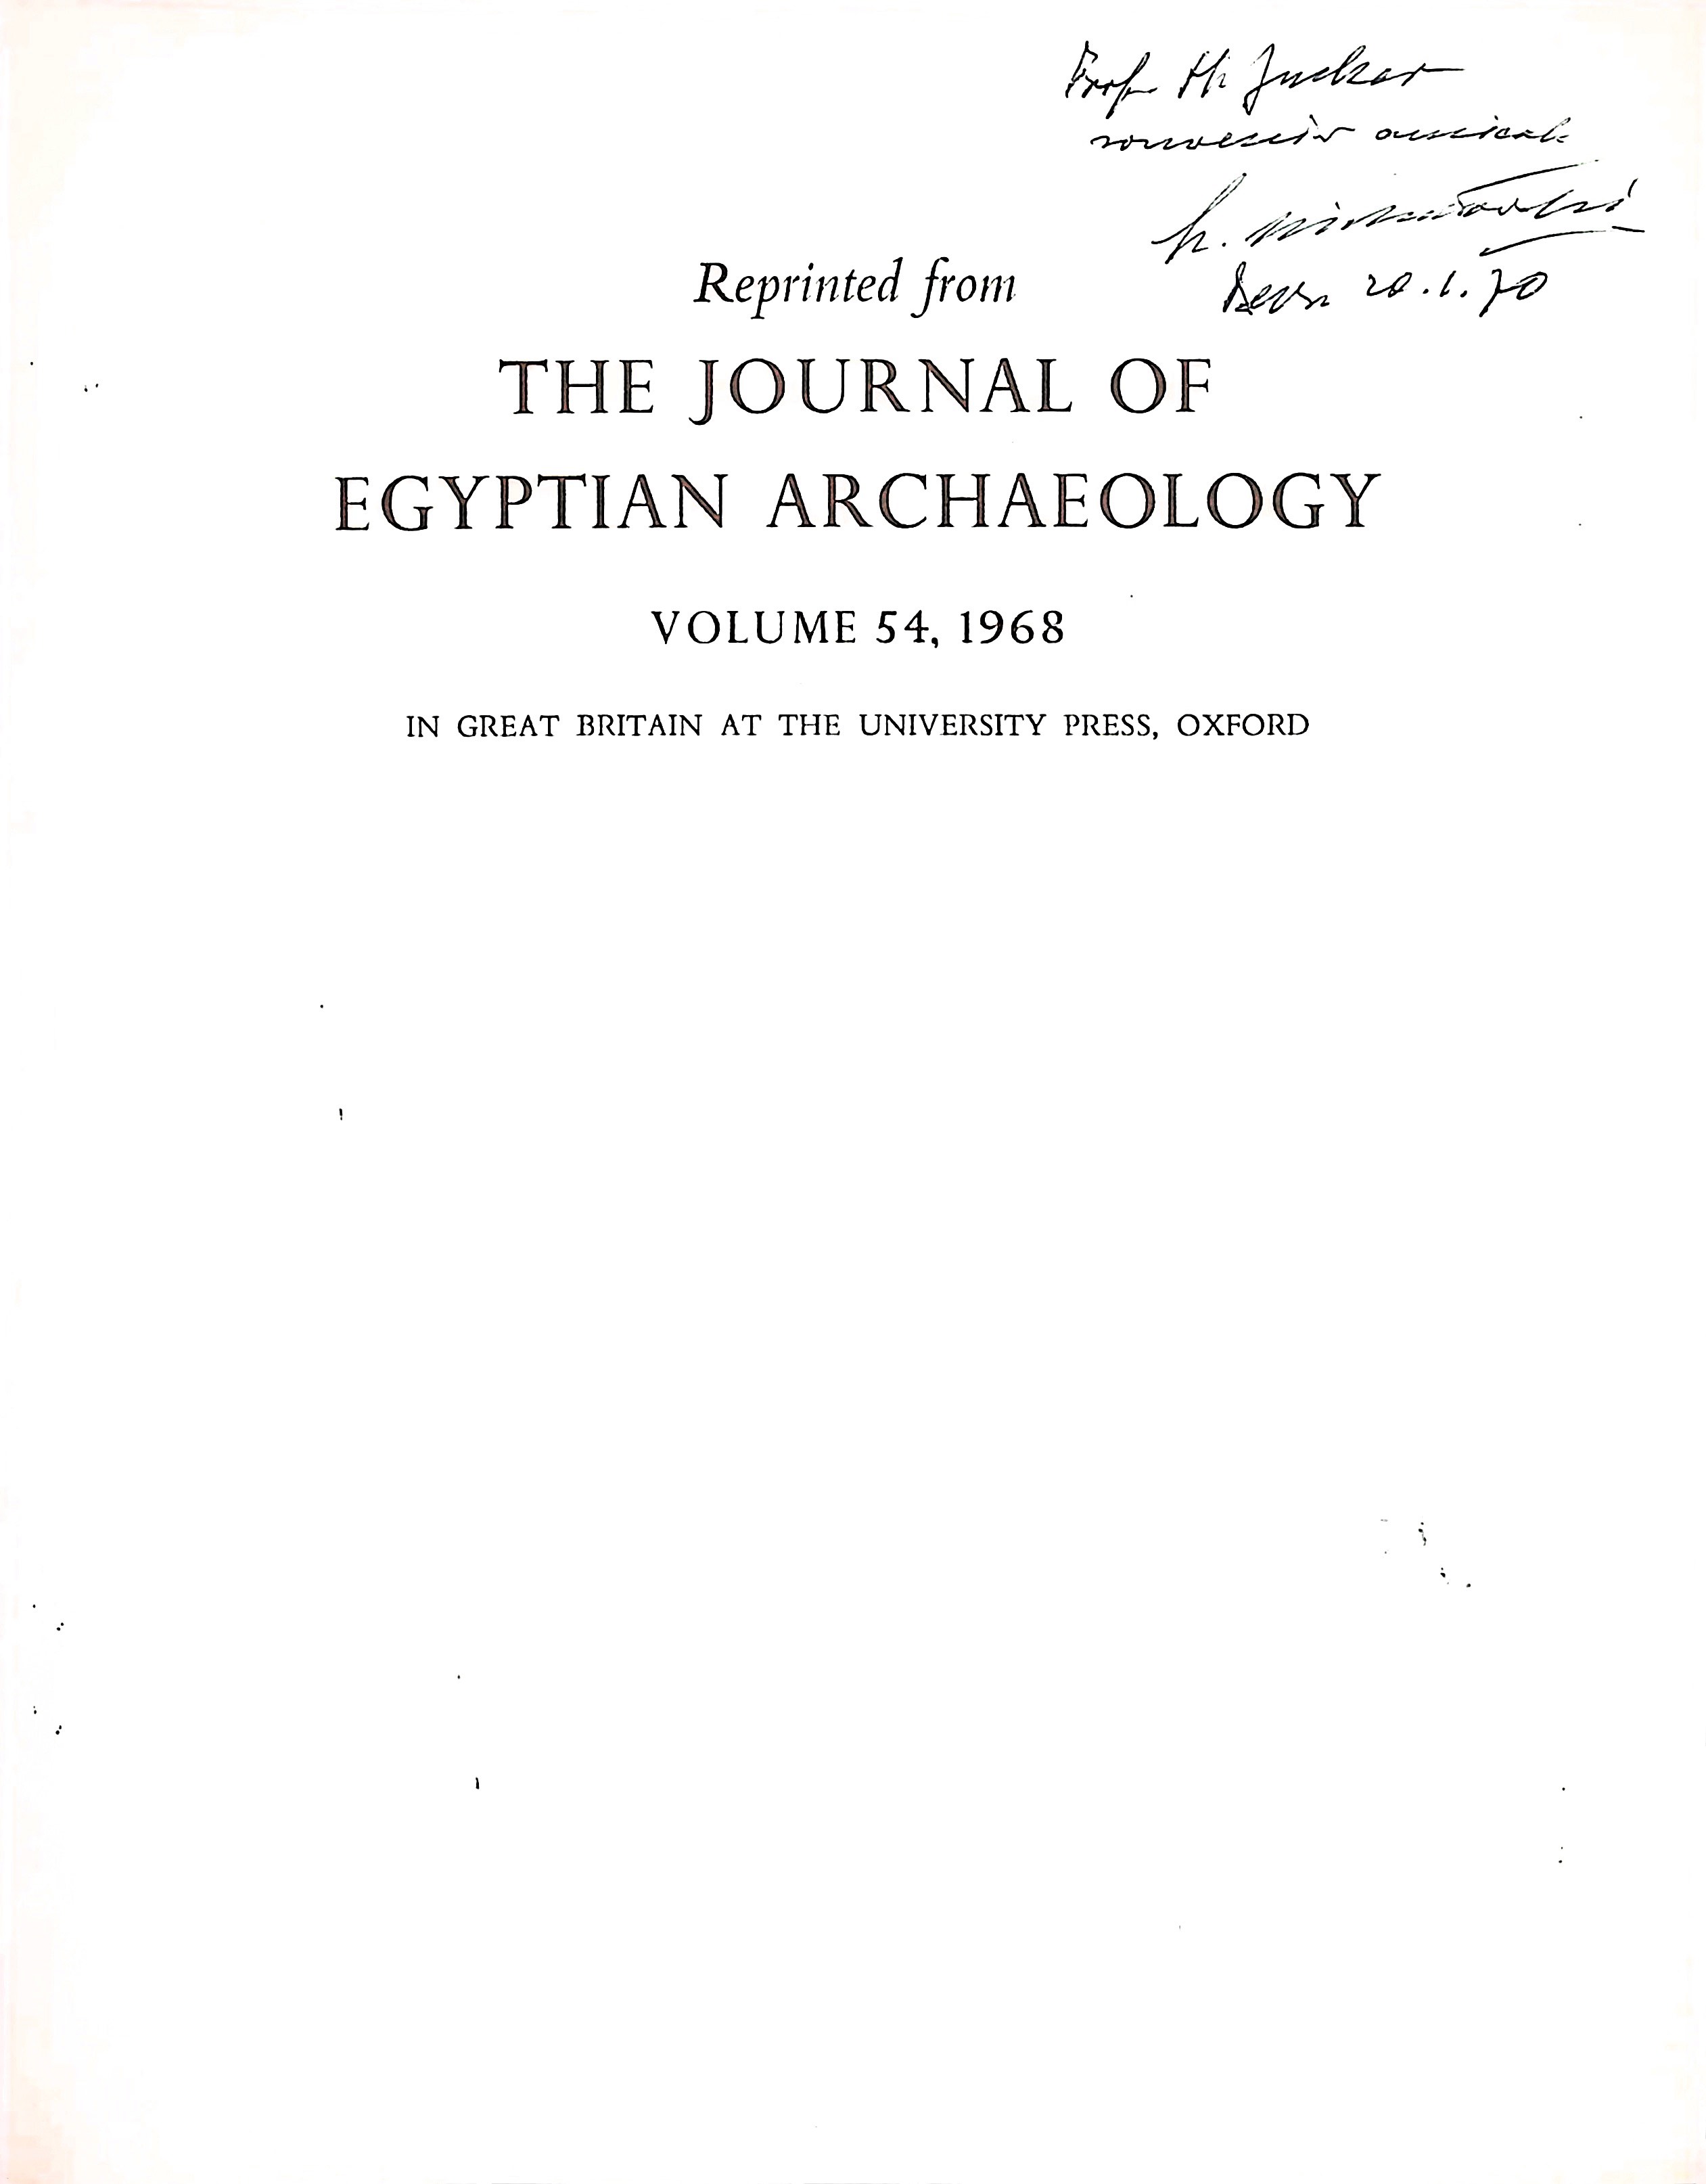 Prof. H. Jucker
souvenir amical
Bern 20.1.70
Reprinted from
THE JOURNAL OF
EGYPTIAN ARCHAEOLOGY
VOLUME 54, 1968
IN GREAT BRITAIN AT THE UNIVERSITY PRESS, OXFORD